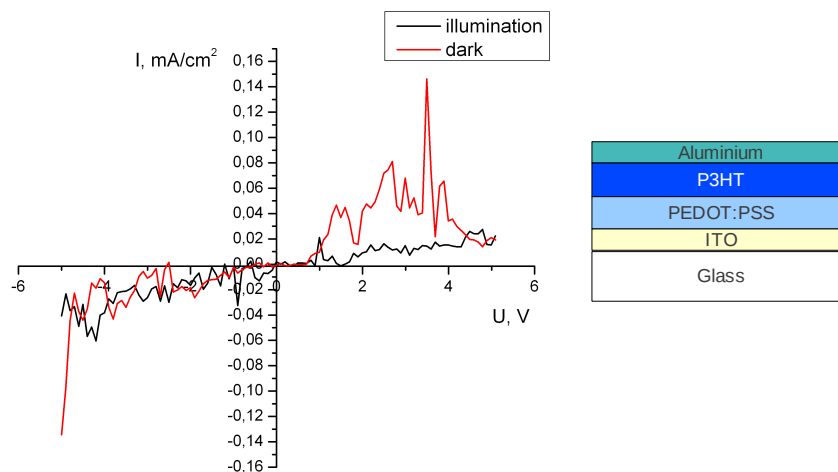 illumination
dark
I, mA/cm²
0,16
0,14
0,12
0,10
0,08
0,06
0,04
0,02
0,00
-0,02
-0,04
-0,06
-0,08
-0,10
-0,12
-0,14
-0,16
-6 -4 -2 0 2 4 6
U, V
Aluminium
P3HT
PEDOT:PSS
ITO
Glass